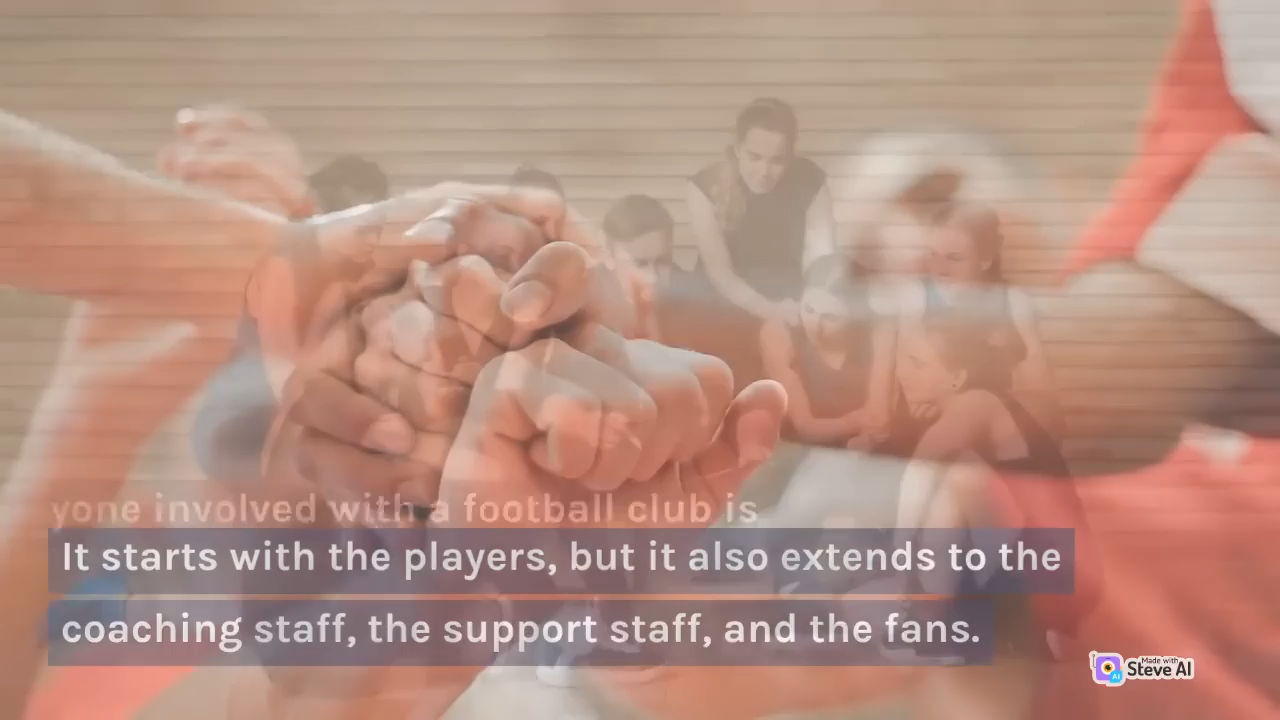 yone involved with a football club is
It starts with the players, but it also extends to the
coaching staff, the support staff, and the fans.
Made with
Steve AI
AI